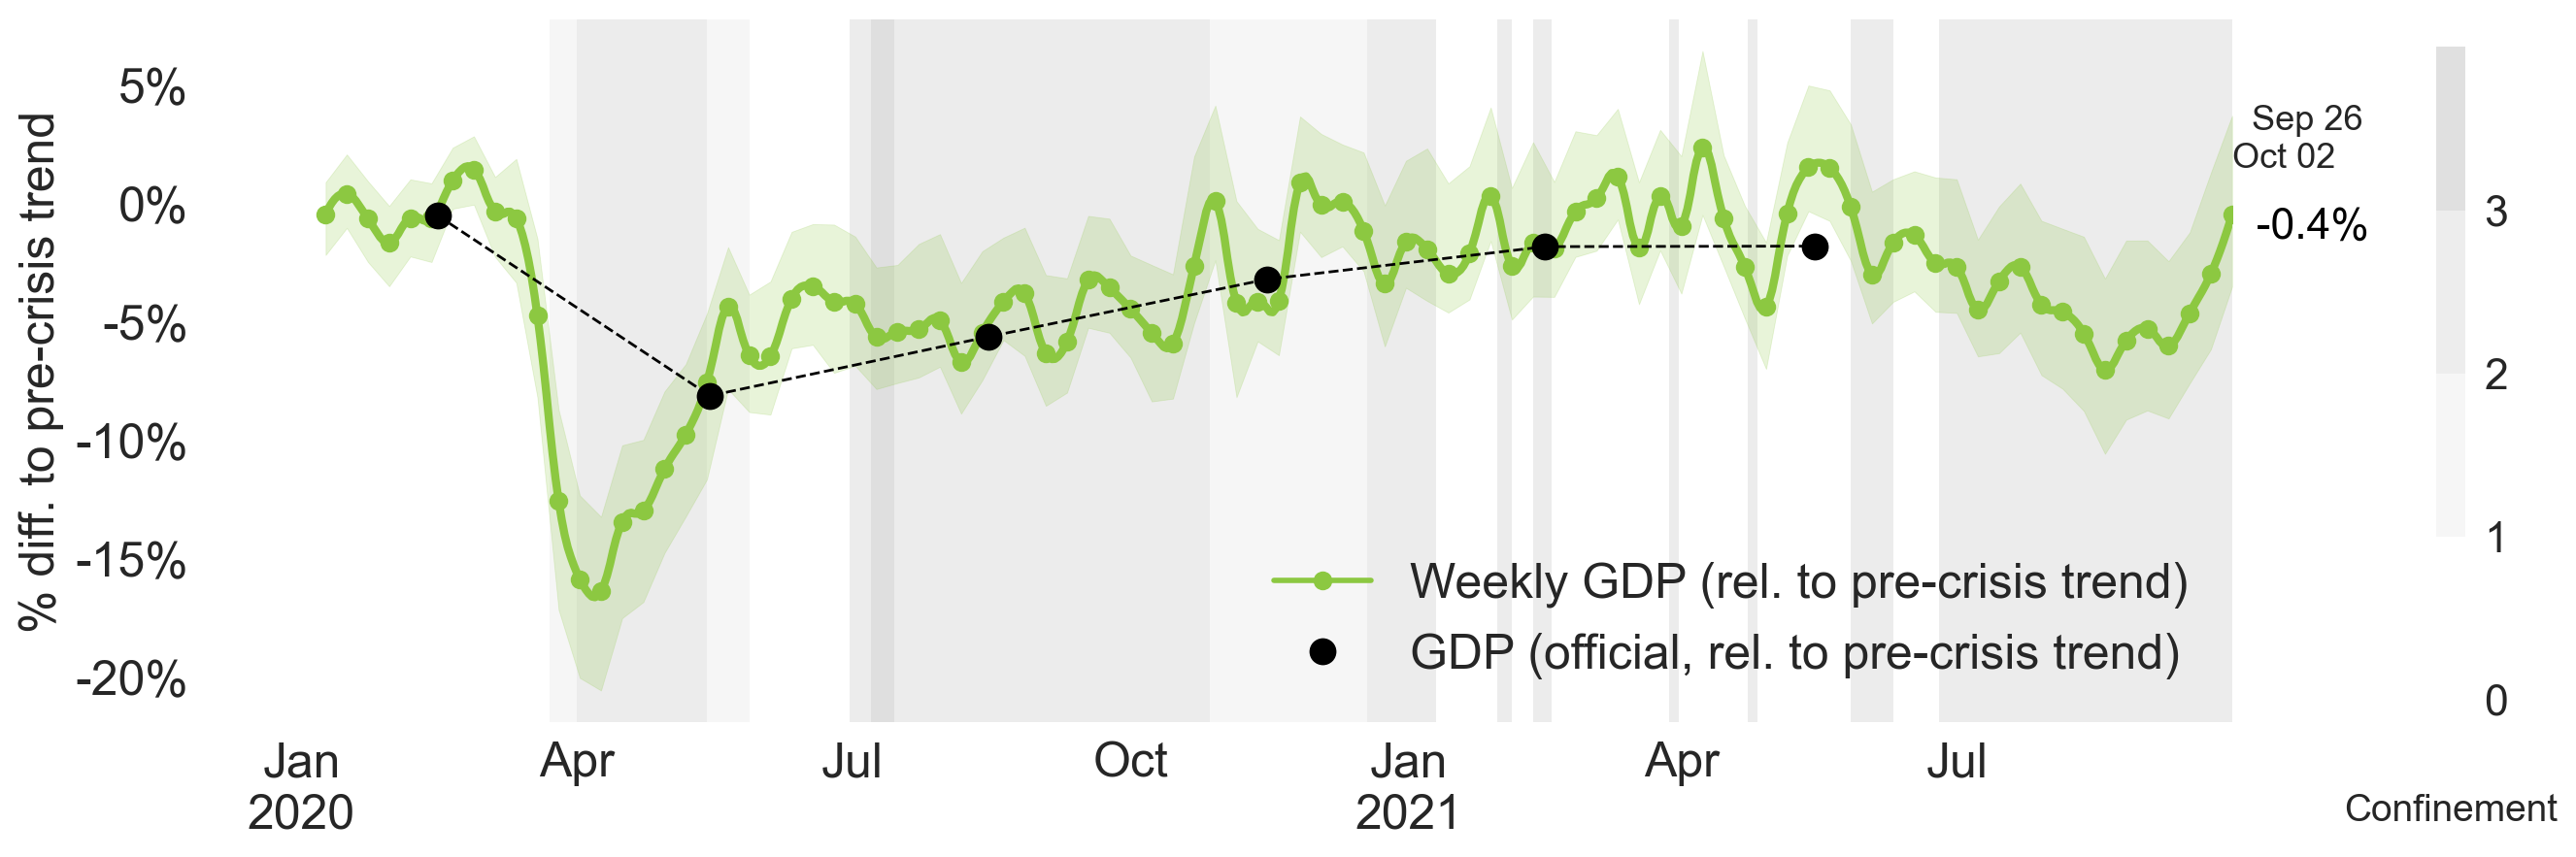 % diff. to pre-crisis trend
5%
0%
-5%
-10%
-15%
-20%
Sep 26
Oct 02
-0.4%
Weekly GDP (rel. to pre-crisis trend)
GDP (official, rel. to pre-crisis trend)
3
2
1
0
Jan Apr Jul Oct Jan Apr Jul
2020 2021
Confinement